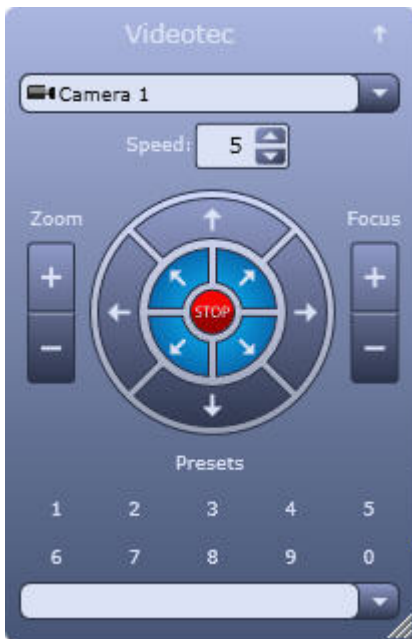 Videotec
Camera 1
Speed: 5
Zoom Focus
+ +
STOP
- -
Presets
1 2 3 4 5
6 7 8 9 0